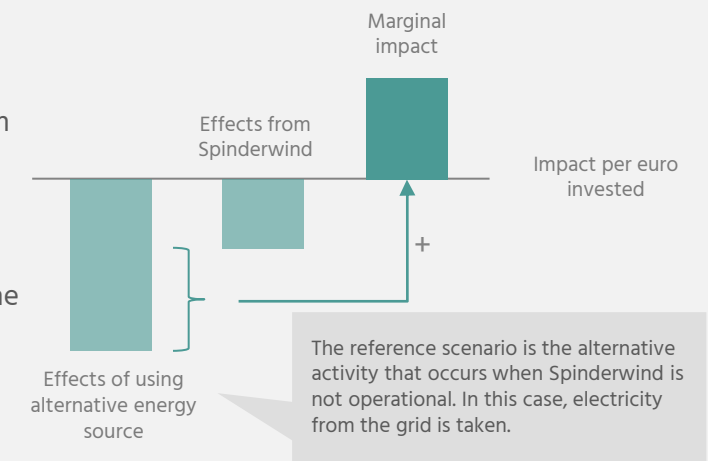 Marginal
impact
Effects from
Spinderwind
Impact per euro
invested
+
Effects of using
alternative energy
source
The reference scenario is the alternative
activity that occurs when Spinderwind is
not operational. In this case, electricity
from the grid is taken.